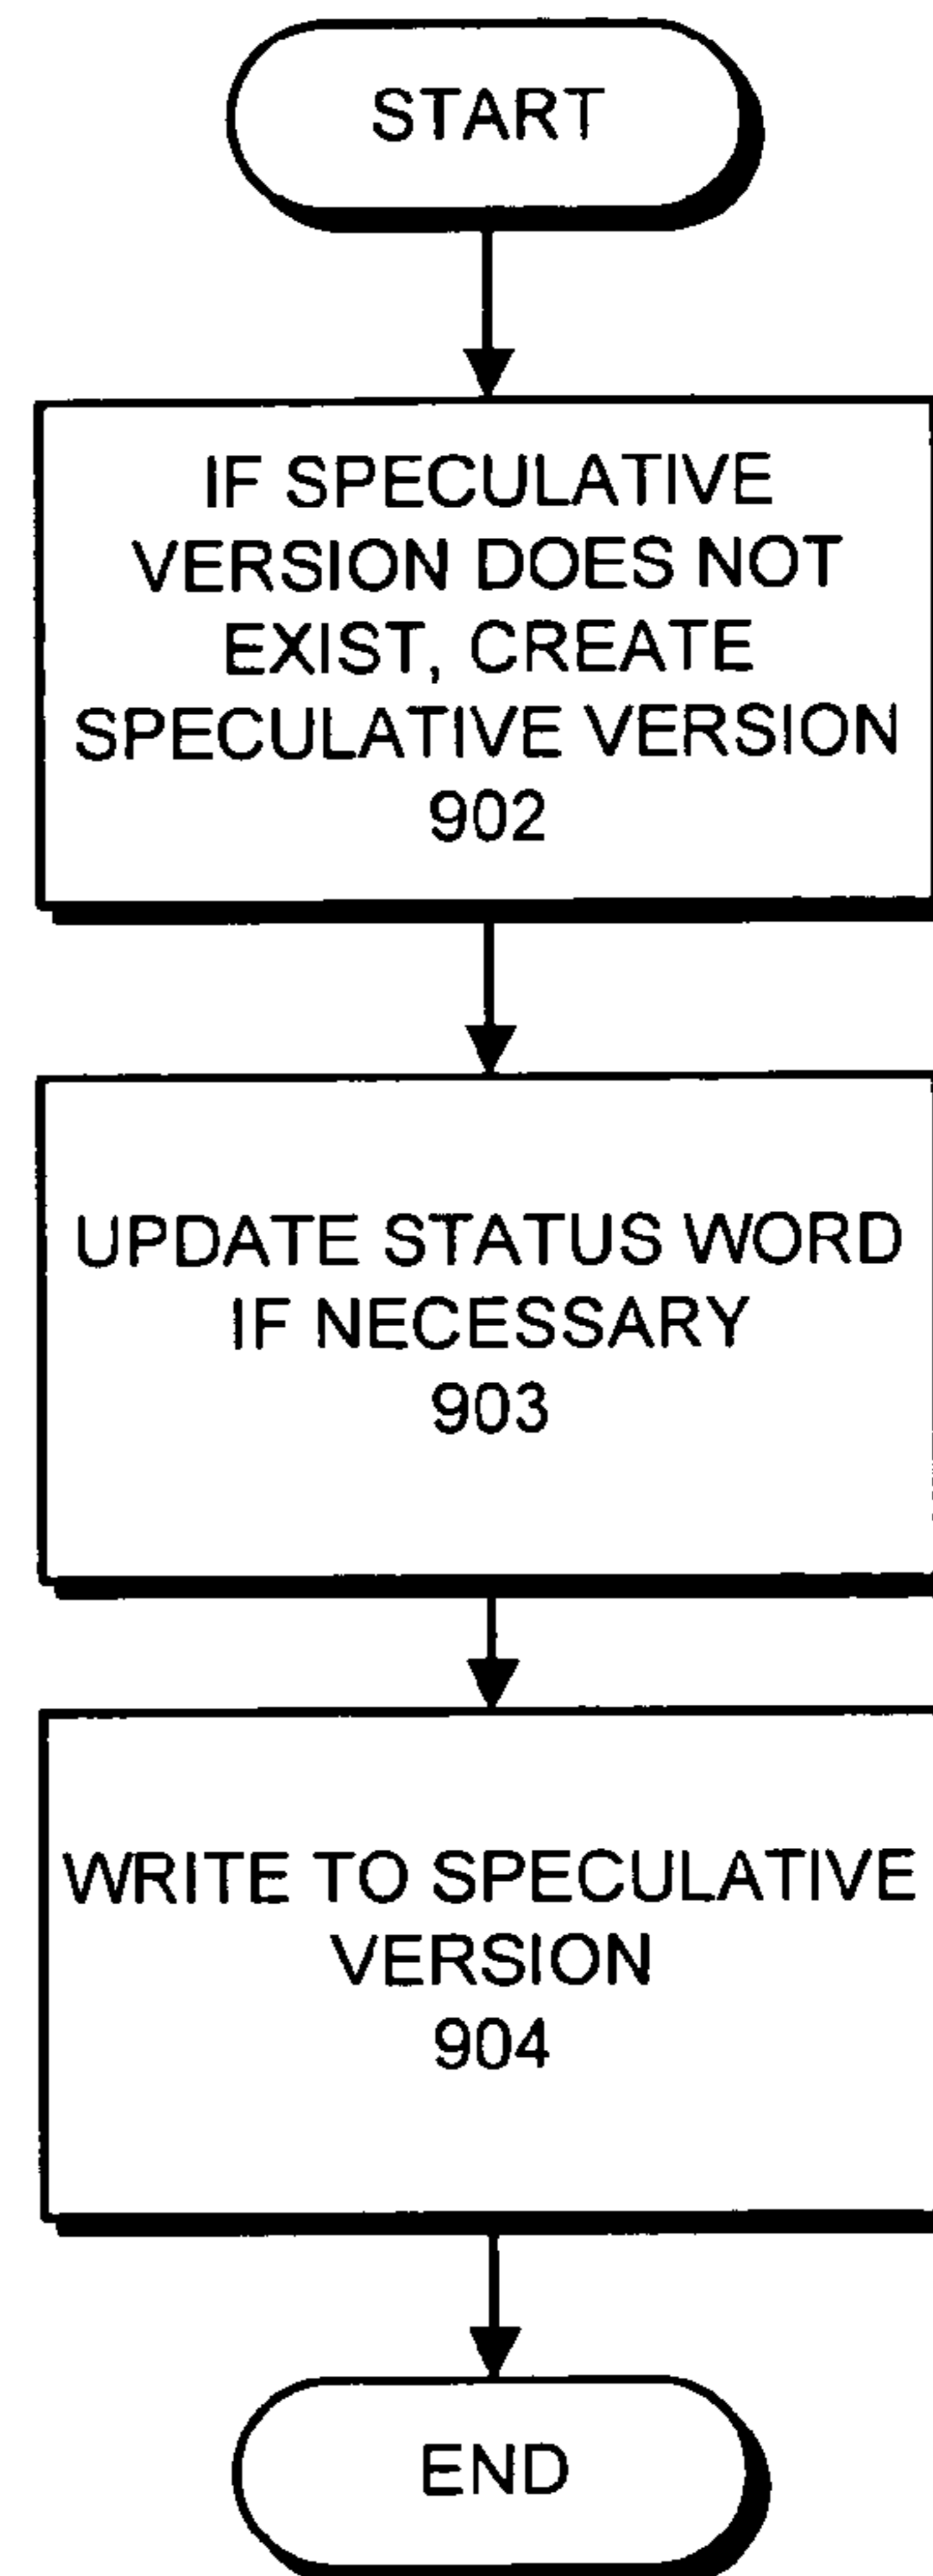 START
IF SPECULATIVE
VERSION DOES NOT
EXIST, CREATE
SPECULATIVE VERSION
902
UPDATE STATUS WORD
IF NECESSARY
903
WRITE TO SPECULATIVE
VERSION
904
END